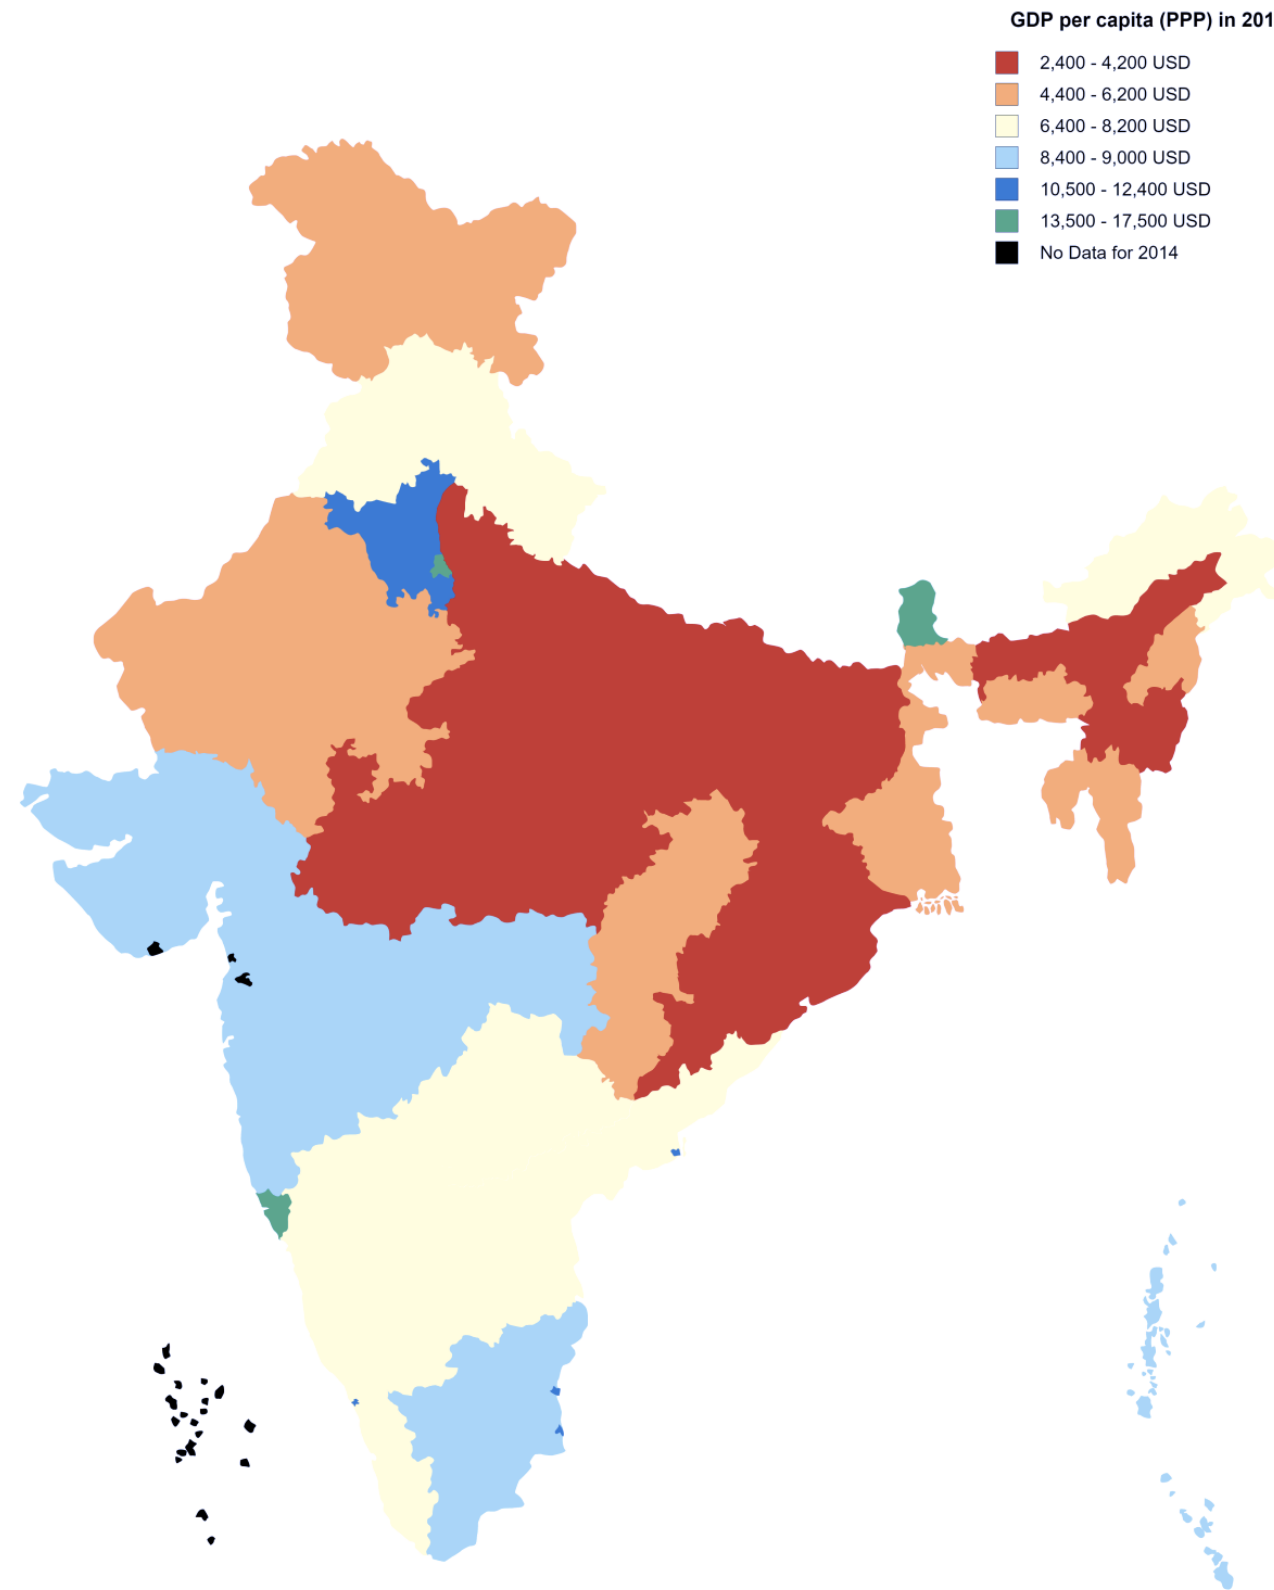 GDP per capita (PPP) in 201
2,400 - 4,200 USD
4,400 - 6,200 USD
6,400 - 8,200 USD
8,400 - 9,000 USD
10,500 - 12,400 USD
13,500 - 17,500 USD
No Data for 2014